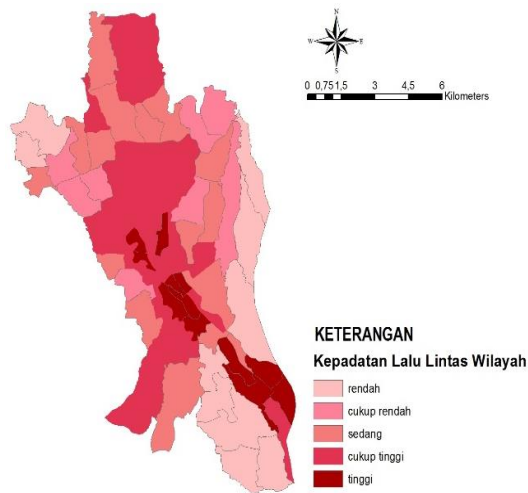 N
W E
S
0 0,75 1,5 3 4,5 6
Kilometers
KETERANGAN
Kepadatan Lalu Lintas Wilayah
rendah
cukup rendah
sedang
cukup tinggi
tinggi